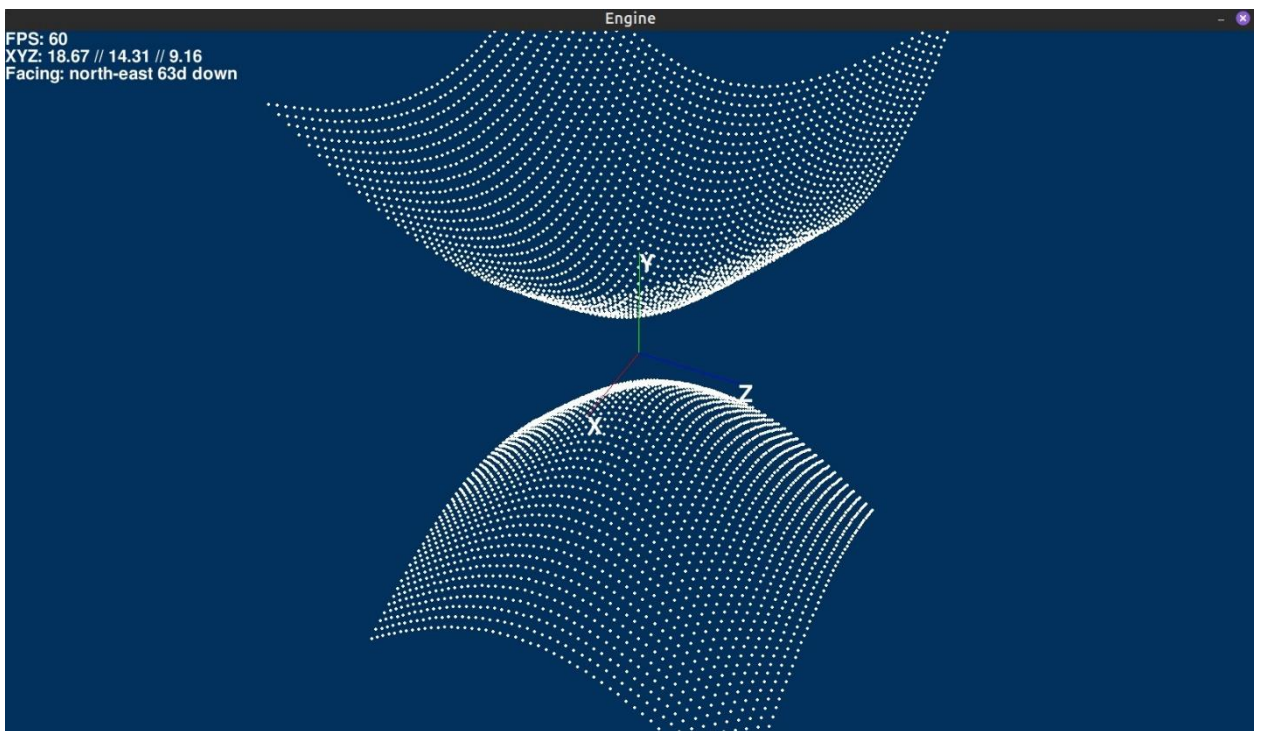 Engine
FPS: 60
XYZ: 18.67 // 14.31 // 9.16
Facing: north-east 63d down
Y
Z
X